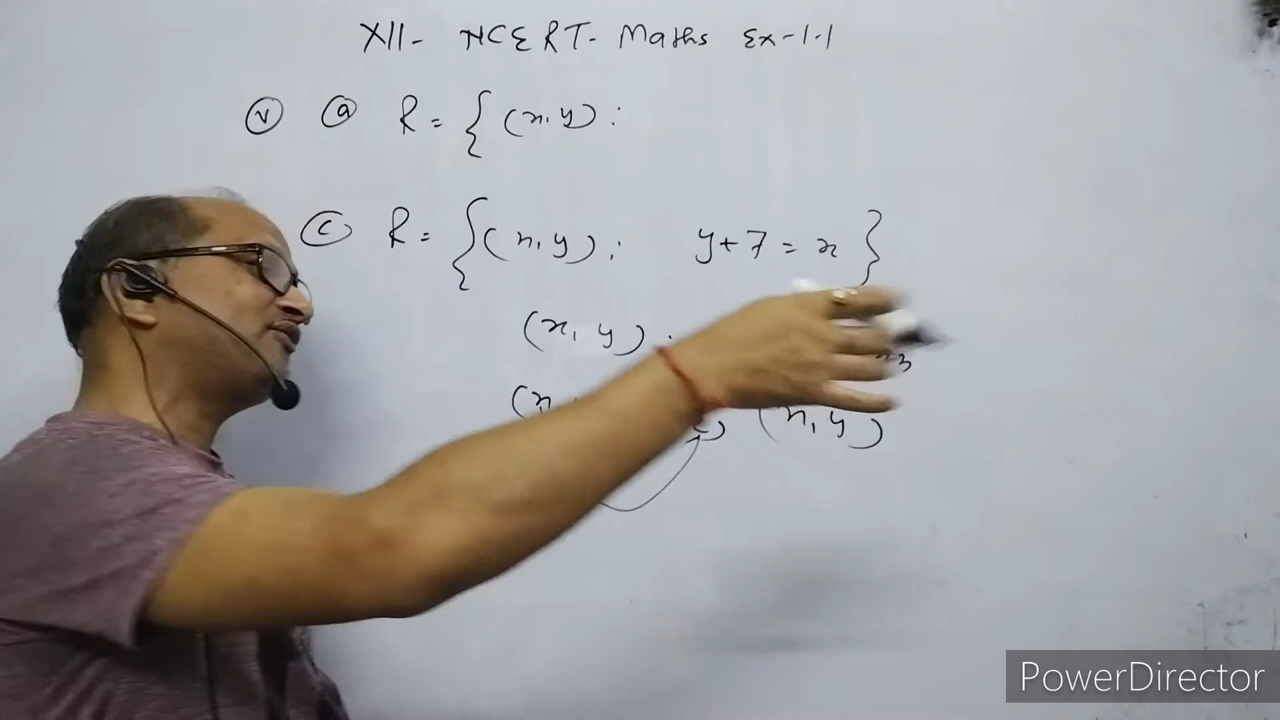 XII- NCERT- Maths Ex-1.1
(v) (a) R = { (x, y) :
(c) R = { (x, y) : y + 7 = x }
(x, y)
(x, y)
PowerDirector